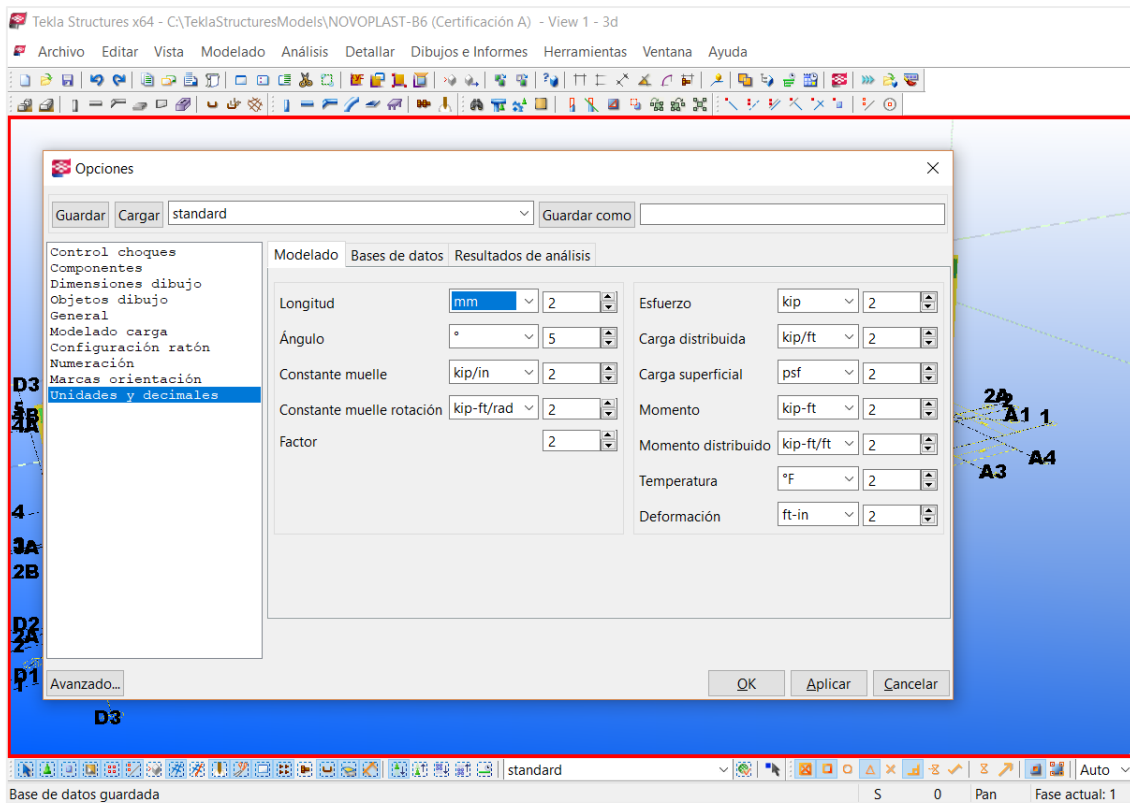 Tekla Structures x64 - C:\TeklaStructuresModels\NOVOPLAST-B6 (Certificación A) - View 1 - 3d
Archivo Editar Vista Modelado Análisis Detallar Dibujos e Informes Herramientas Ventana Ayuda
Opciones
Guardar Cargar standard Guardar como
Control choques
Componentes
Dimensiones dibujo
Objetos dibujo
General
Modelado carga
Configuración ratón
Numeración
Marcas orientación
Unidades y decimales
Modelado Bases de datos Resultados de análisis
Longitud mm 2
Ángulo ° 5
Constante muelle kip/in 2
Constante muelle rotación kip-ft/rad 2
Factor 2
Esfuerzo kip 2
Carga distribuida kip/ft 2
Carga superficial psf 2
Momento kip-ft 2
Momento distribuido kip-ft/ft 2
Temperatura °F 2
Deformación ft-in 2
Avanzado... OK Aplicar Cancelar
D3
4
2B
D2
2A
D1
D3
2A
A1 1
A4
A3
standard
Auto
Base de datos guardada S 0 Pan Fase actual: 1